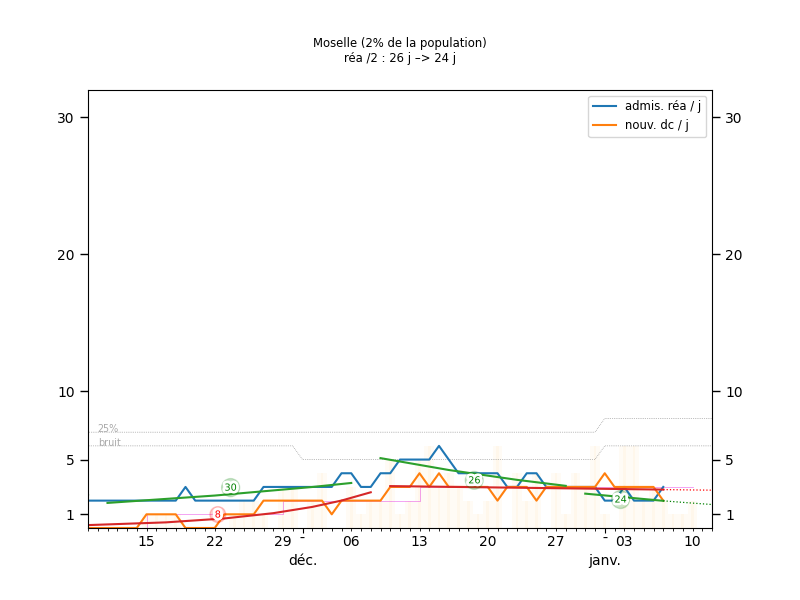 Moselle (2% de la population)
réa /2 : 26 j –> 24 j
admis. réa / j
nouv. dc / j
30 30
20 20
10 10
25%
bruit
5 5
30 26 24
8
1 1
15 22 29 - 06 13 20 27 - 03 10
déc. janv.